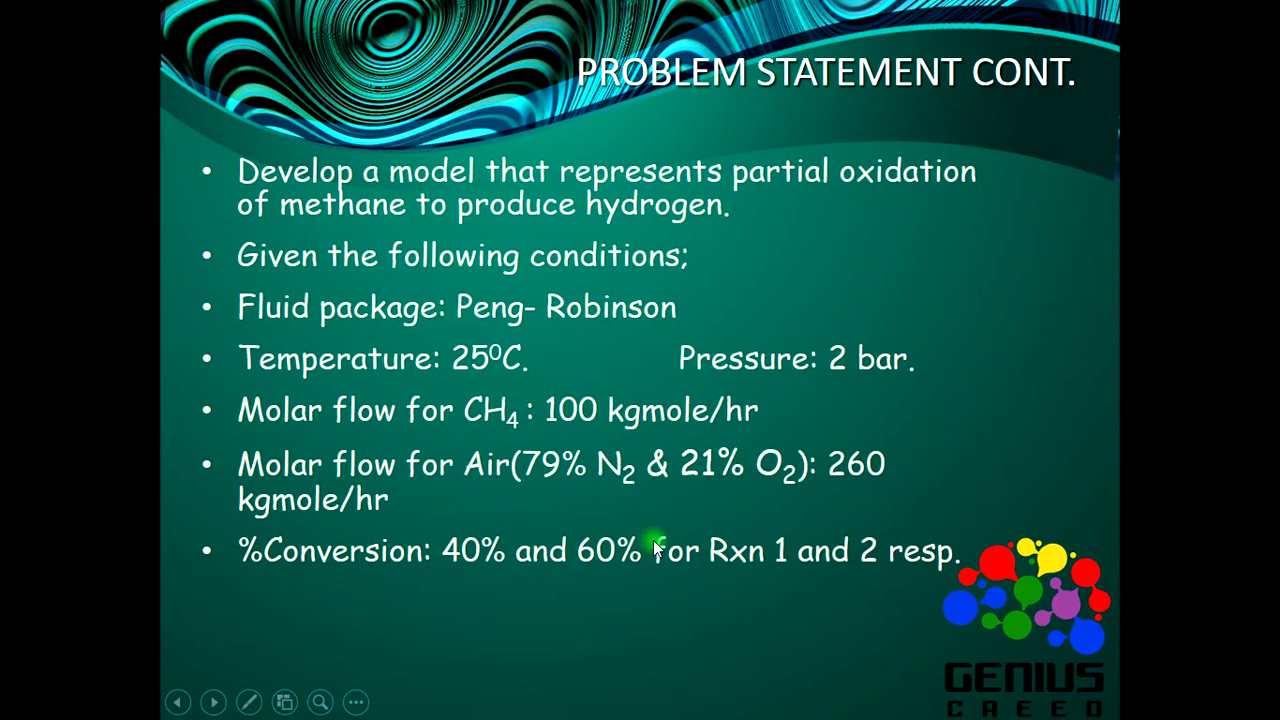 PROBLEM STATEMENT CONT.
• Develop a model that represents partial oxidation
of methane to produce hydrogen.
• Given the following conditions;
• Fluid package: Peng- Robinson
• Temperature: 25⁰C. Pressure: 2 bar.
• Molar flow for CH₄ : 100 kgmole/hr
• Molar flow for Air(79% N₂ & 21% O₂): 260
kgmole/hr
• %Conversion: 40% and 60% for Rxn 1 and 2 resp.
GENIUS
CREED